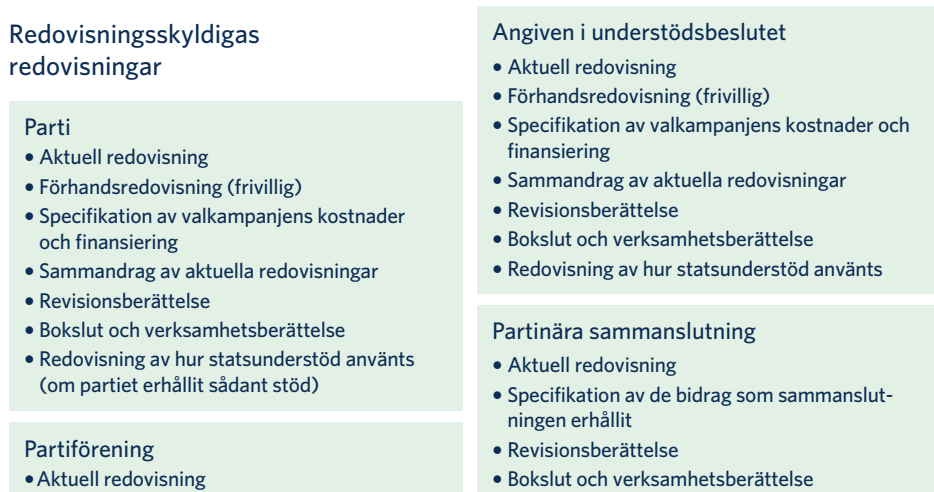 Redovisningsskyldigas
redovisningar
Parti
• Aktuell redovisning
• Förhandsredovisning (frivillig)
• Specifikation av valkampanjens kostnader
och finansiering
• Sammandrag av aktuella redovisningar
• Revisionsberättelse
• Bokslut och verksamhetsberättelse
• Redovisning av hur statsunderstöd använts
(om partiet erhållit sådant stöd)
Partiförening
• Aktuell redovisning
Angiven i understödsbeslutet
• Aktuell redovisning
• Förhandsredovisning (frivillig)
• Specifikation av valkampanjens kostnader och
finansiering
• Sammandrag av aktuella redovisningar
• Revisionsberättelse
• Bokslut och verksamhetsberättelse
• Redovisning av hur statsunderstöd använts
Partinära sammanslutning
• Aktuell redovisning
• Specifikation av de bidrag som sammanslut-
ningen erhållit
• Revisionsberättelse
• Bokslut och verksamhetsberättelse